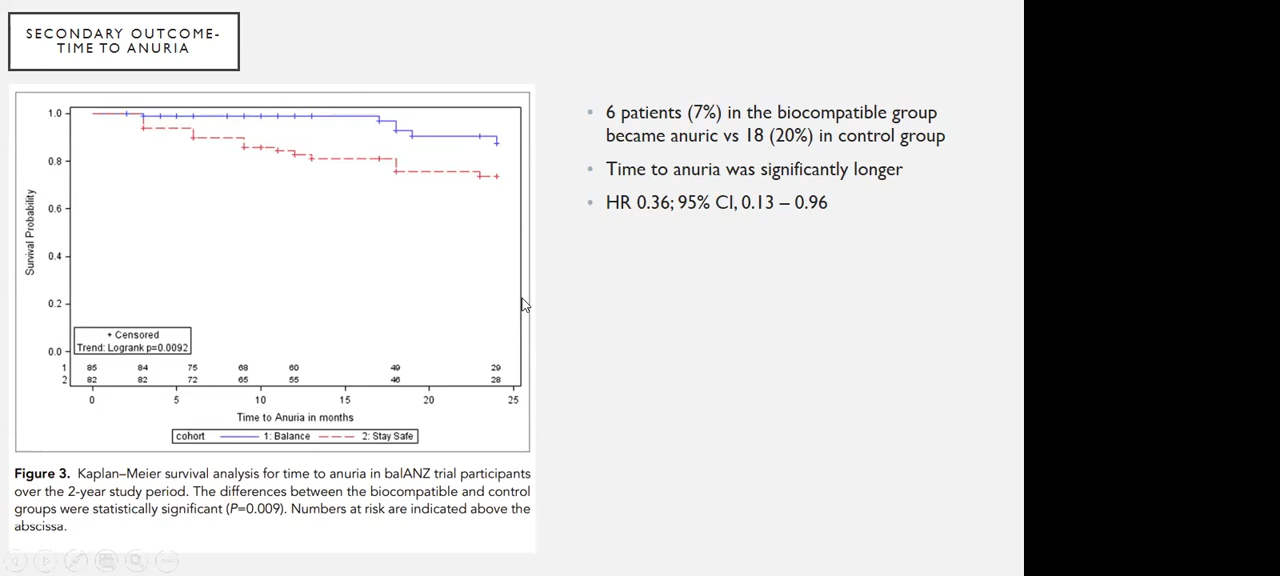 SECONDARY OUTCOME-
TIME TO ANURIA
1.0
0.8
0.6
0.4
0.2
0.0
Survival Probability
+ Censored
Trend: Logrank p=0.0092
1 85 84 75 68 60 49 29
2 82 82 72 65 55 46 28
0 5 10 15 20 25
Time to Anuria in months
cohort 1: Balance 2: Stay Safe
Figure 3. Kaplan–Meier survival analysis for time to anuria in balANZ trial participants
over the 2-year study period. The differences between the biocompatible and control
groups were statistically significant (P=0.009). Numbers at risk are indicated above the
abscissa.
• 6 patients (7%) in the biocompatible group
became anuric vs 18 (20%) in control group
• Time to anuria was significantly longer
• HR 0.36; 95% CI, 0.13 – 0.96